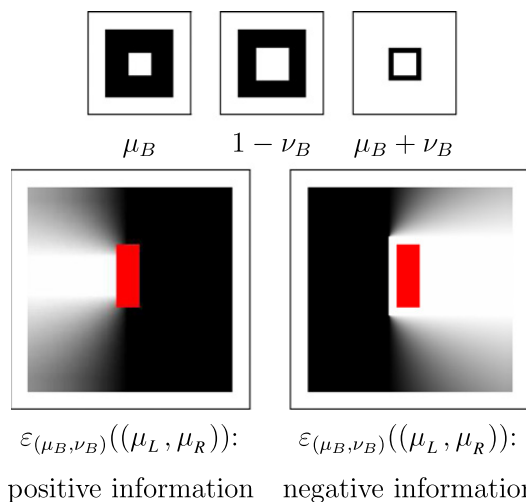 μ_B 1 − ν_B μ_B + ν_B
ε_{(μ_B,ν_B)}((μ_L, μ_R)): ε_{(μ_B,ν_B)}((μ_L, μ_R)):
positive information negative information